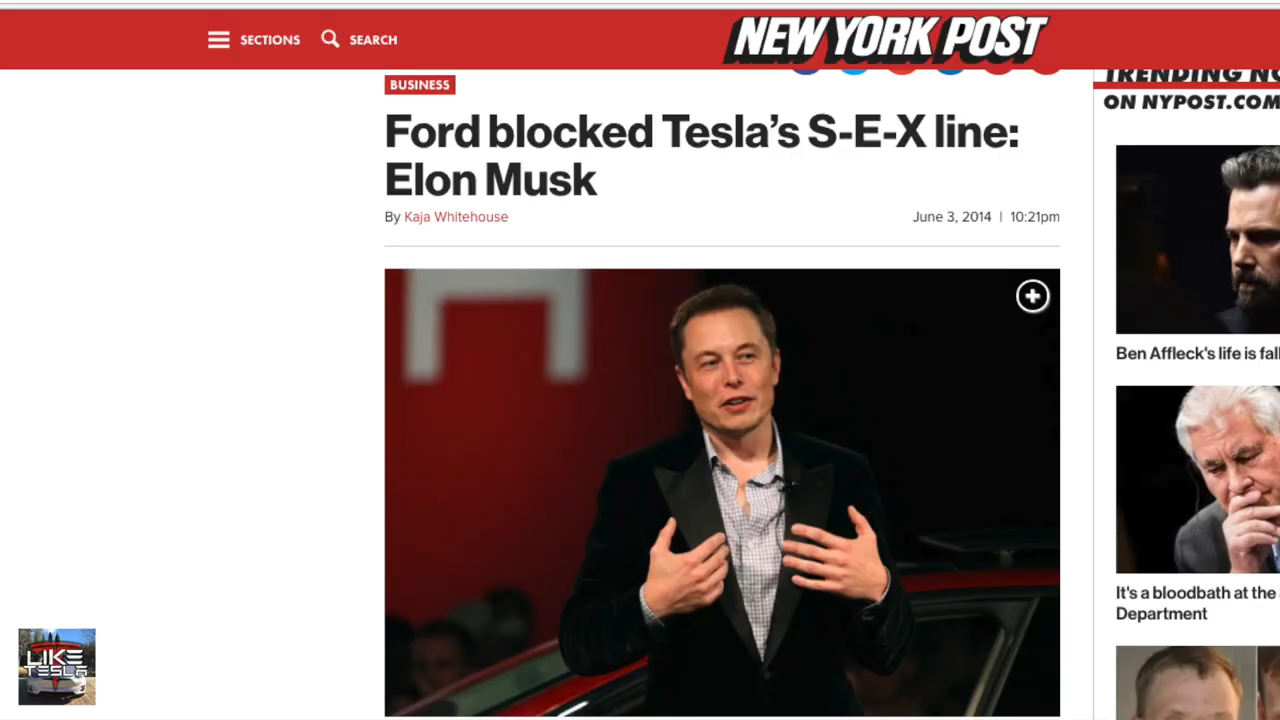 SECTIONS
SEARCH
NEW YORK POST
BUSINESS
Ford blocked Tesla's S-E-X line:
Elon Musk
By Kaja Whitehouse
June 3, 2014 | 10:21pm
TRENDING
ON NYPOST.COM
Ben Affleck's life is
It's a bloodbath at the
Department
LIKE
TESLA